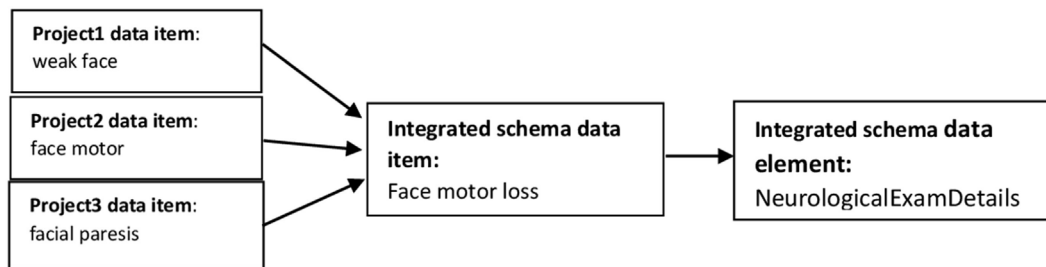 Project1 data item:
weak face
Project2 data item:
face motor
Project3 data item:
facial paresis
Integrated schema data
item:
Face motor loss
Integrated schema data
element:
NeurologicalExamDetails